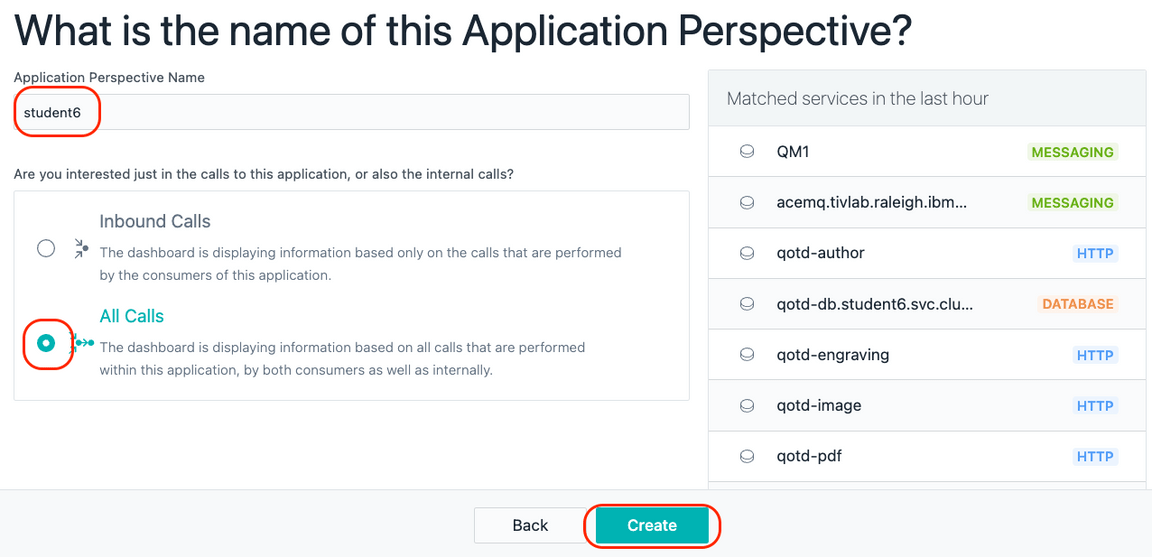 What is the name of this Application Perspective?
Application Perspective Name
student6
Are you interested just in the calls to this application, or also the internal calls?
Inbound Calls
The dashboard is displaying information based only on the calls that are performed
by the consumers of this application.
All Calls
The dashboard is displaying information based on all calls that are performed
within this application, by both consumers as well as internally.
Matched services in the last hour
QM1 MESSAGING
acemq.tivlab.raleigh.ibm... MESSAGING
qotd-author HTTP
qotd-db.student6.svc.clu... DATABASE
qotd-engraving HTTP
qotd-image HTTP
qotd-pdf HTTP
Back Create